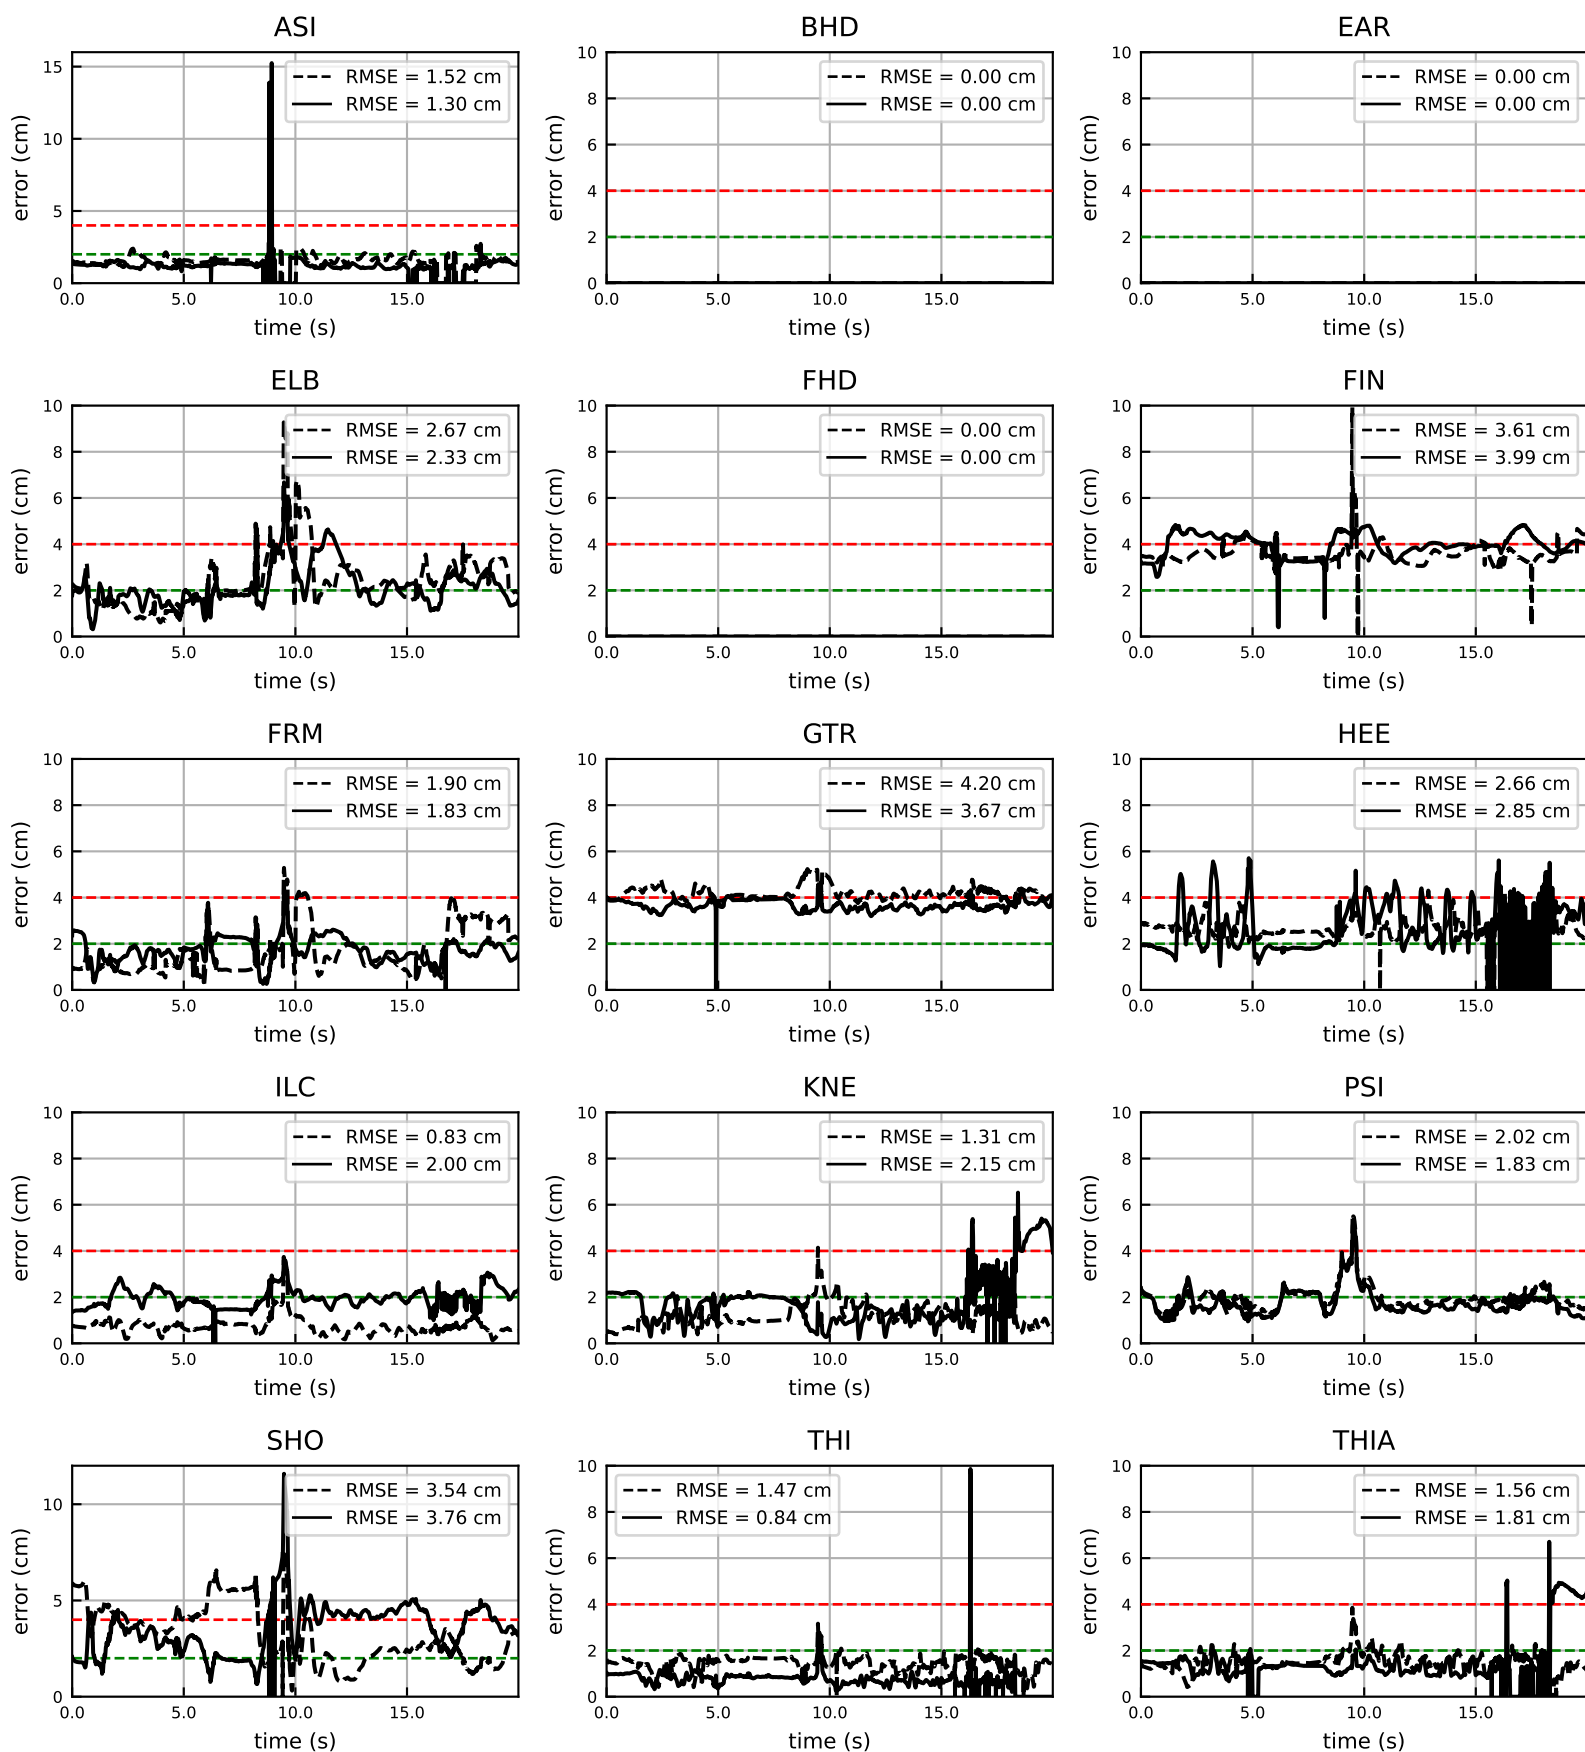 ASI
BHD
EAR
error (cm)
15
10
5
0
RMSE = 1.52 cm
RMSE = 1.30 cm
0.0 5.0 10.0 15.0
time (s)
error (cm)
10
8
6
4
2
0
RMSE = 0.00 cm
RMSE = 0.00 cm
0.0 5.0 10.0 15.0
time (s)
error (cm)
10
8
6
4
2
0
RMSE = 0.00 cm
RMSE = 0.00 cm
0.0 5.0 10.0 15.0
time (s)
ELB
FHD
FIN
error (cm)
10
8
6
4
2
0
RMSE = 2.67 cm
RMSE = 2.33 cm
0.0 5.0 10.0 15.0
time (s)
error (cm)
10
8
6
4
2
0
RMSE = 0.00 cm
RMSE = 0.00 cm
0.0 5.0 10.0 15.0
time (s)
error (cm)
10
8
6
4
2
0
RMSE = 3.61 cm
RMSE = 3.99 cm
0.0 5.0 10.0 15.0
time (s)
FRM
GTR
HEE
error (cm)
10
8
6
4
2
0
RMSE = 1.90 cm
RMSE = 1.83 cm
0.0 5.0 10.0 15.0
time (s)
error (cm)
10
8
6
4
2
0
RMSE = 4.20 cm
RMSE = 3.67 cm
0.0 5.0 10.0 15.0
time (s)
error (cm)
10
8
6
4
2
0
RMSE = 2.66 cm
RMSE = 2.85 cm
0.0 5.0 10.0 15.0
time (s)
ILC
KNE
PSI
error (cm)
10
8
6
4
2
0
RMSE = 0.83 cm
RMSE = 2.00 cm
0.0 5.0 10.0 15.0
time (s)
error (cm)
10
8
6
4
2
0
RMSE = 1.31 cm
RMSE = 2.15 cm
0.0 5.0 10.0 15.0
time (s)
error (cm)
10
8
6
4
2
0
RMSE = 2.02 cm
RMSE = 1.83 cm
0.0 5.0 10.0 15.0
time (s)
SHO
THI
THIA
error (cm)
10
5
0
RMSE = 3.54 cm
RMSE = 3.76 cm
0.0 5.0 10.0 15.0
time (s)
error (cm)
10
8
6
4
2
0
RMSE = 1.47 cm
RMSE = 0.84 cm
0.0 5.0 10.0 15.0
time (s)
error (cm)
10
8
6
4
2
0
RMSE = 1.56 cm
RMSE = 1.81 cm
0.0 5.0 10.0 15.0
time (s)